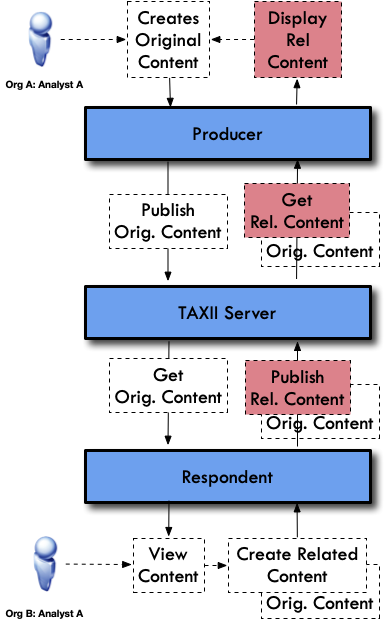 Creates
Original
Content
Display
Rel
Content
Org A: Analyst A
Producer
Publish
Orig. Content
Get
Rel. Content
Orig. Content
TAXII Server
Get
Orig. Content
Publish
Rel. Content
Orig. Content
Respondent
View
Content
Create Related
Content
Orig. Content
Org B: Analyst A